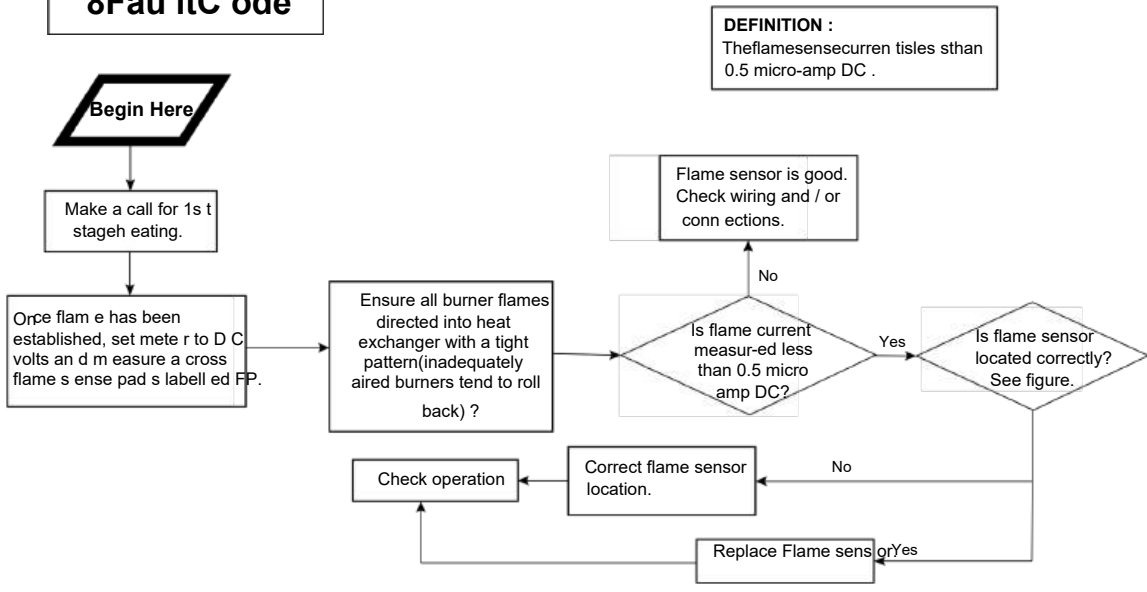 8Fau ltC ode
DEFINITION :
Theflamesensecurren tisles sthan
0.5 micro-amp DC .
Begin Here
Make a call for 1s t
stageh eating.
Once flam e has been
established, set mete r to D C
volts an d m easure a cross
flame s ense pad s labell ed FP.
Ensure all burner flames
directed into heat
exchanger with a tight
pattern(inadequately
aired burners tend to roll
back) ?
Flame sensor is good.
Check wiring and / or
conn ections.
No
Is flame current
measur-ed less
than 0.5 micro
amp DC?
Yes
Is flame sensor
located correctly?
See figure.
No
Correct flame sensor
location.
Check operation
Yes
Replace Flame sens or